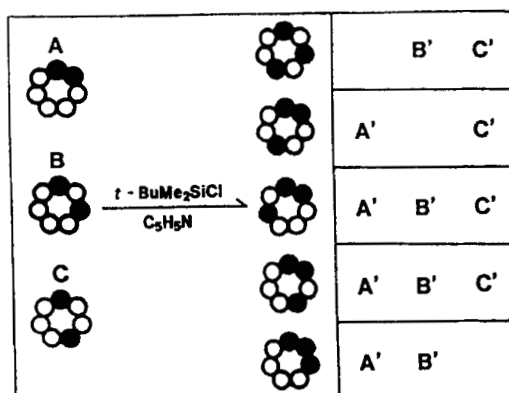 A
B
t - BuMe₂SiCl
C₅H₅N
C
B' C'
A' C'
A' B' C'
A' B' C'
A' B'